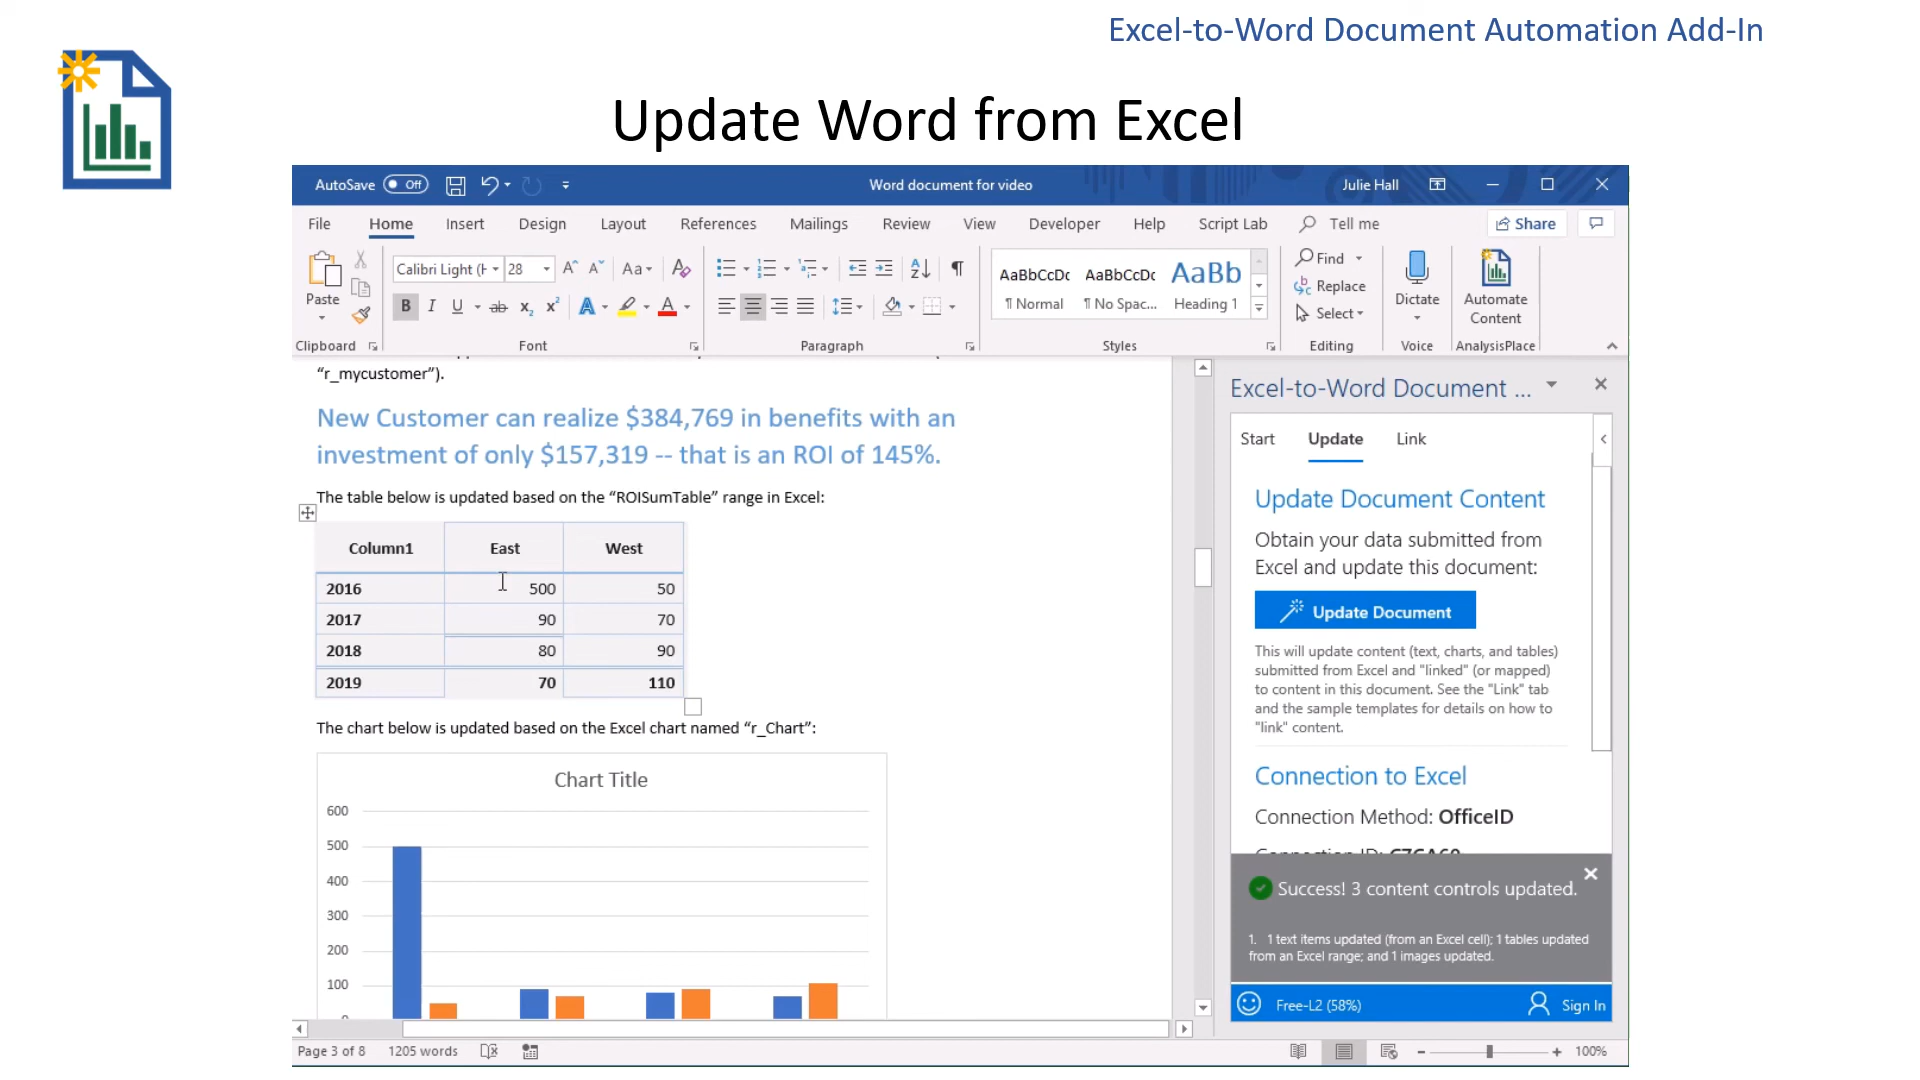 Excel-to-Word Document Automation Add-In
Update Word from Excel
AutoSave Off
Word document for video
Julie Hall
File Home Insert Design Layout References Mailings Review View Developer Help Script Lab Tell me
Share
Paste
Calibri Light (H 28
Aa
B I U ab x₂ x² A A
AaBbCcDc AaBbCcDc AaBb
¶ Normal ¶ No Spac... Heading 1
Find
Replace
Select
Dictate
Automate
Content
Clipboard Font Paragraph Styles Editing Voice AnalysisPlace
"r_mycustomer").
New Customer can realize $384,769 in benefits with an
investment of only $157,319 -- that is an ROI of 145%.
The table below is updated based on the "ROISumTable" range in Excel:
Column1 East West
2016 500 50
2017 90 70
2018 80 90
2019 70 110
The chart below is updated based on the Excel chart named "r_Chart":
Chart Title
600
500
400
300
200
100
Excel-to-Word Document ...
Start Update Link
Update Document Content
Obtain your data submitted from
Excel and update this document:
Update Document
This will update content (text, charts, and tables)
submitted from Excel and "linked" (or mapped)
to content in this document. See the "Link" tab
and the sample templates for details on how to
"link" content.
Connection to Excel
Connection Method: OfficeID
Success! 3 content controls updated.
1. 1 text items updated (from an Excel cell); 1 tables updated
from an Excel range; and 1 images updated.
Free-L2 (58%) Sign In
Page 3 of 8 1205 words
100%